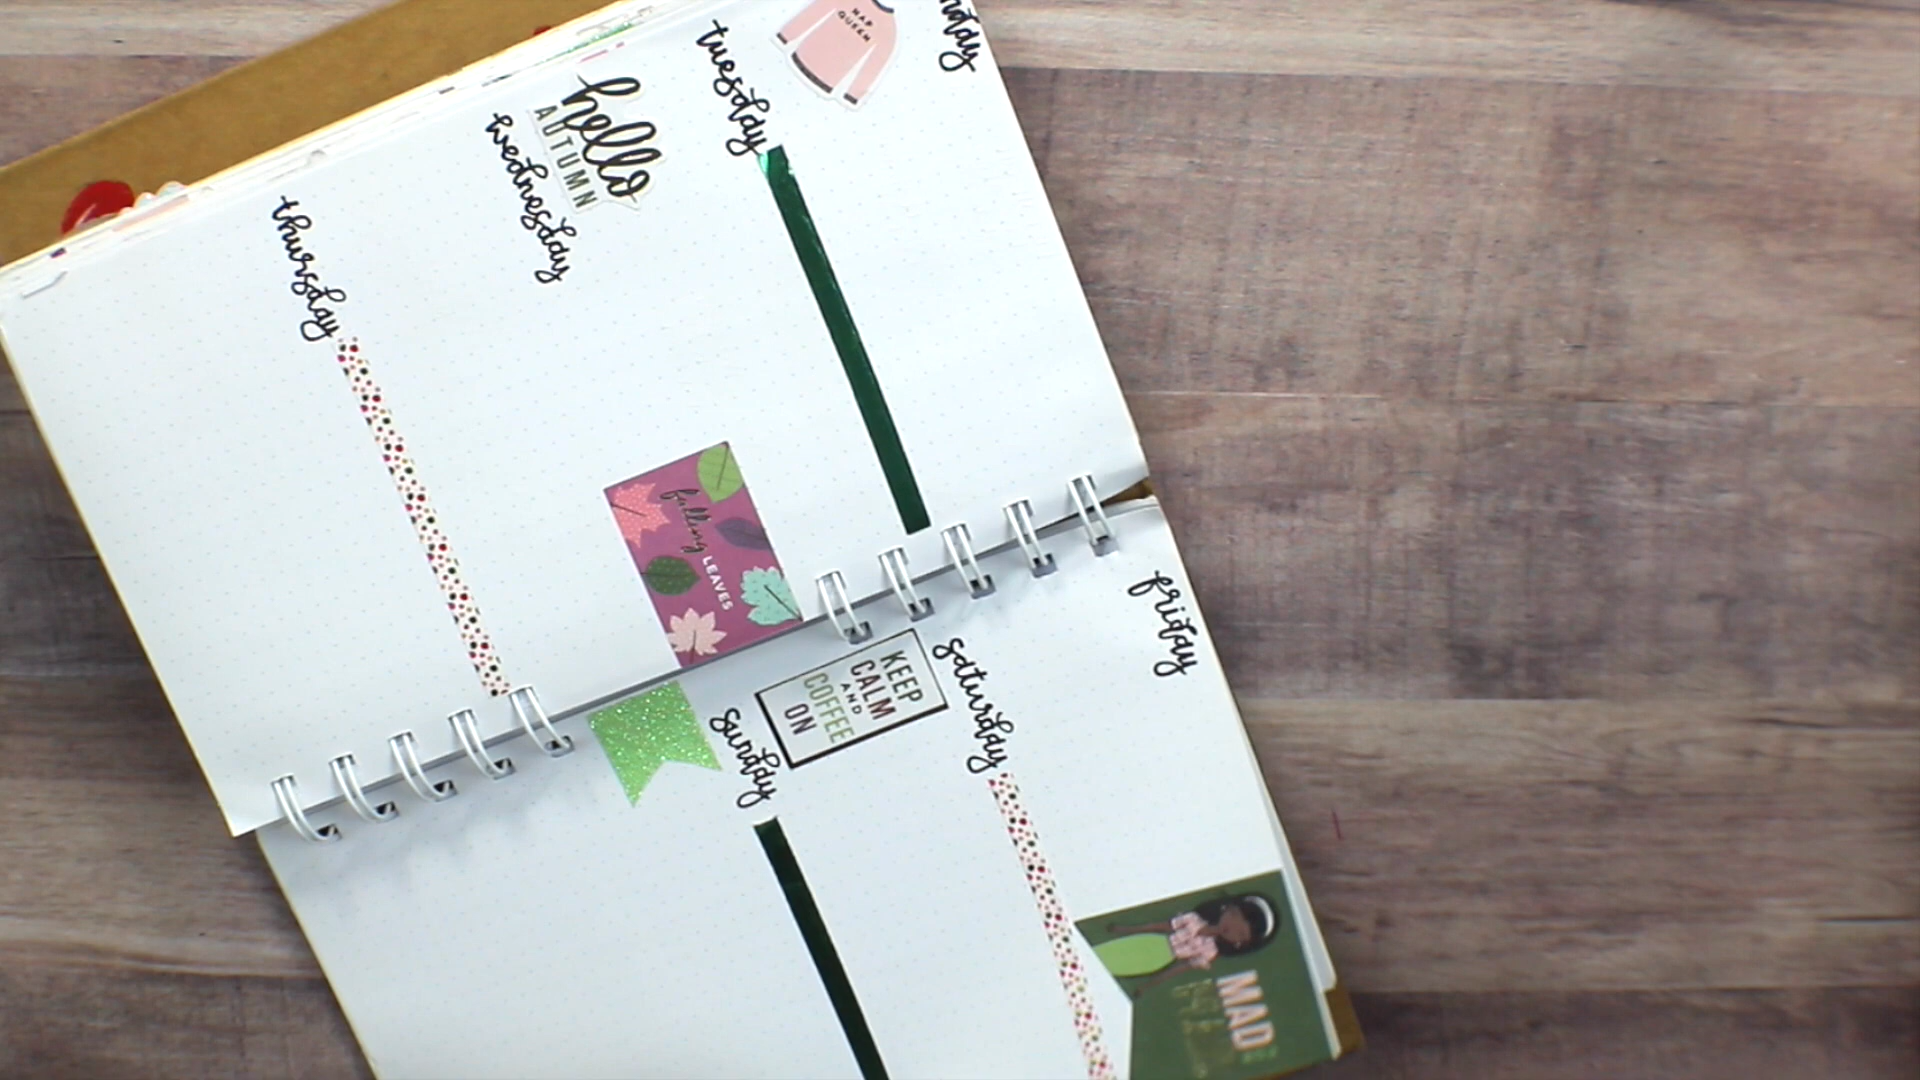 NAP
QUEEN
tuesday
hello
AUTUMN
wednesday
thursday
falling
LEAVES
friday
saturday
KEEP
CALM
AND
COFFEE
ON
sunday
MAD